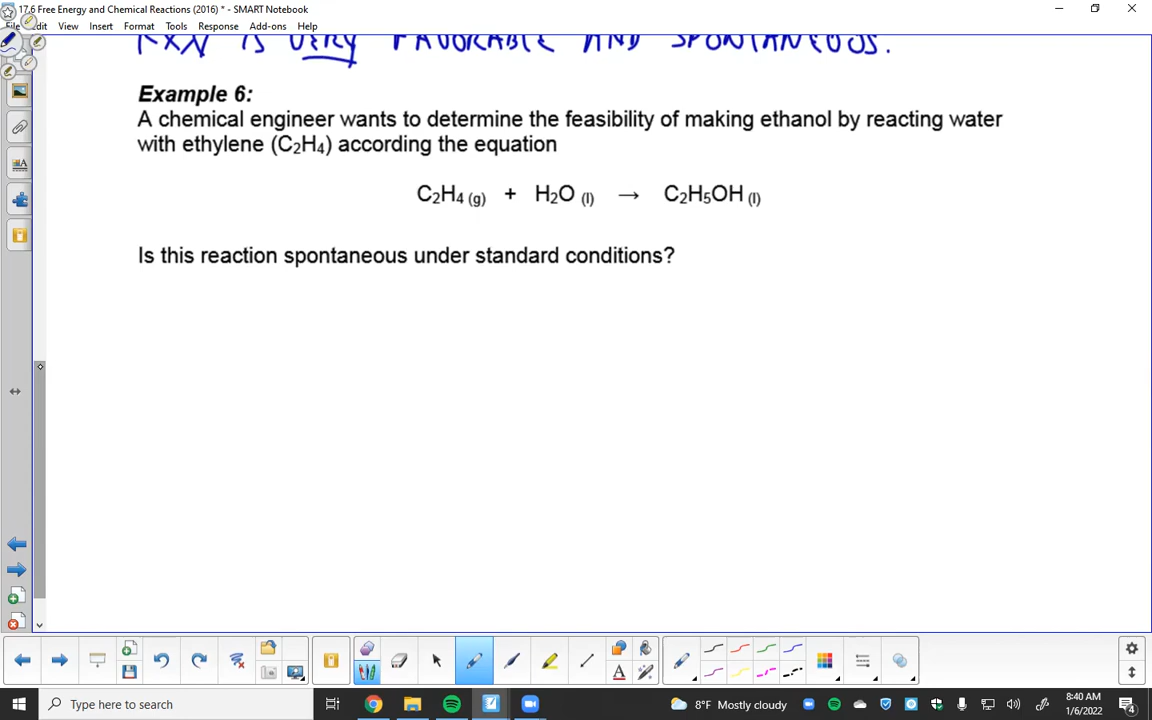 17.6 Free Energy and Chemical Reactions (2016) * - SMART Notebook
File Edit View Insert Format Tools Response Add-ons Help
RXN IS VERY FAVORABLE AND SPONTANEOUS.
Example 6:
A chemical engineer wants to determine the feasibility of making ethanol by reacting water
with ethylene (C₂H₄) according the equation
C₂H₄ (g) + H₂O (l) → C₂H₅OH (l)
Is this reaction spontaneous under standard conditions?
Type here to search
8°F Mostly cloudy
8:40 AM
1/6/2022
4